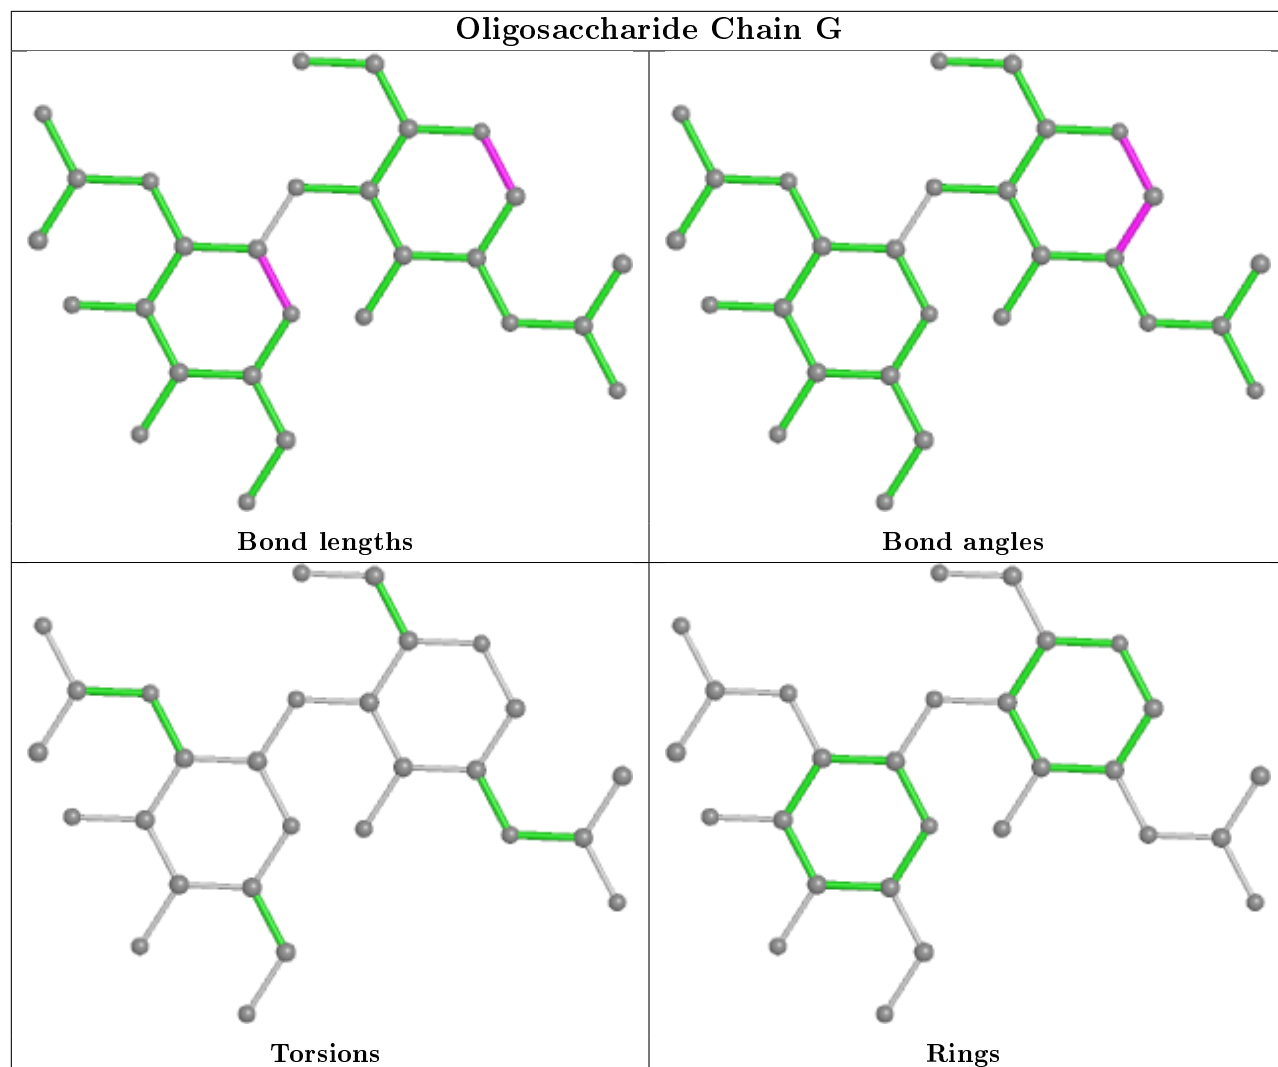 Oligosaccharide Chain G
Bond lengths
Bond angles
Torsions
Rings